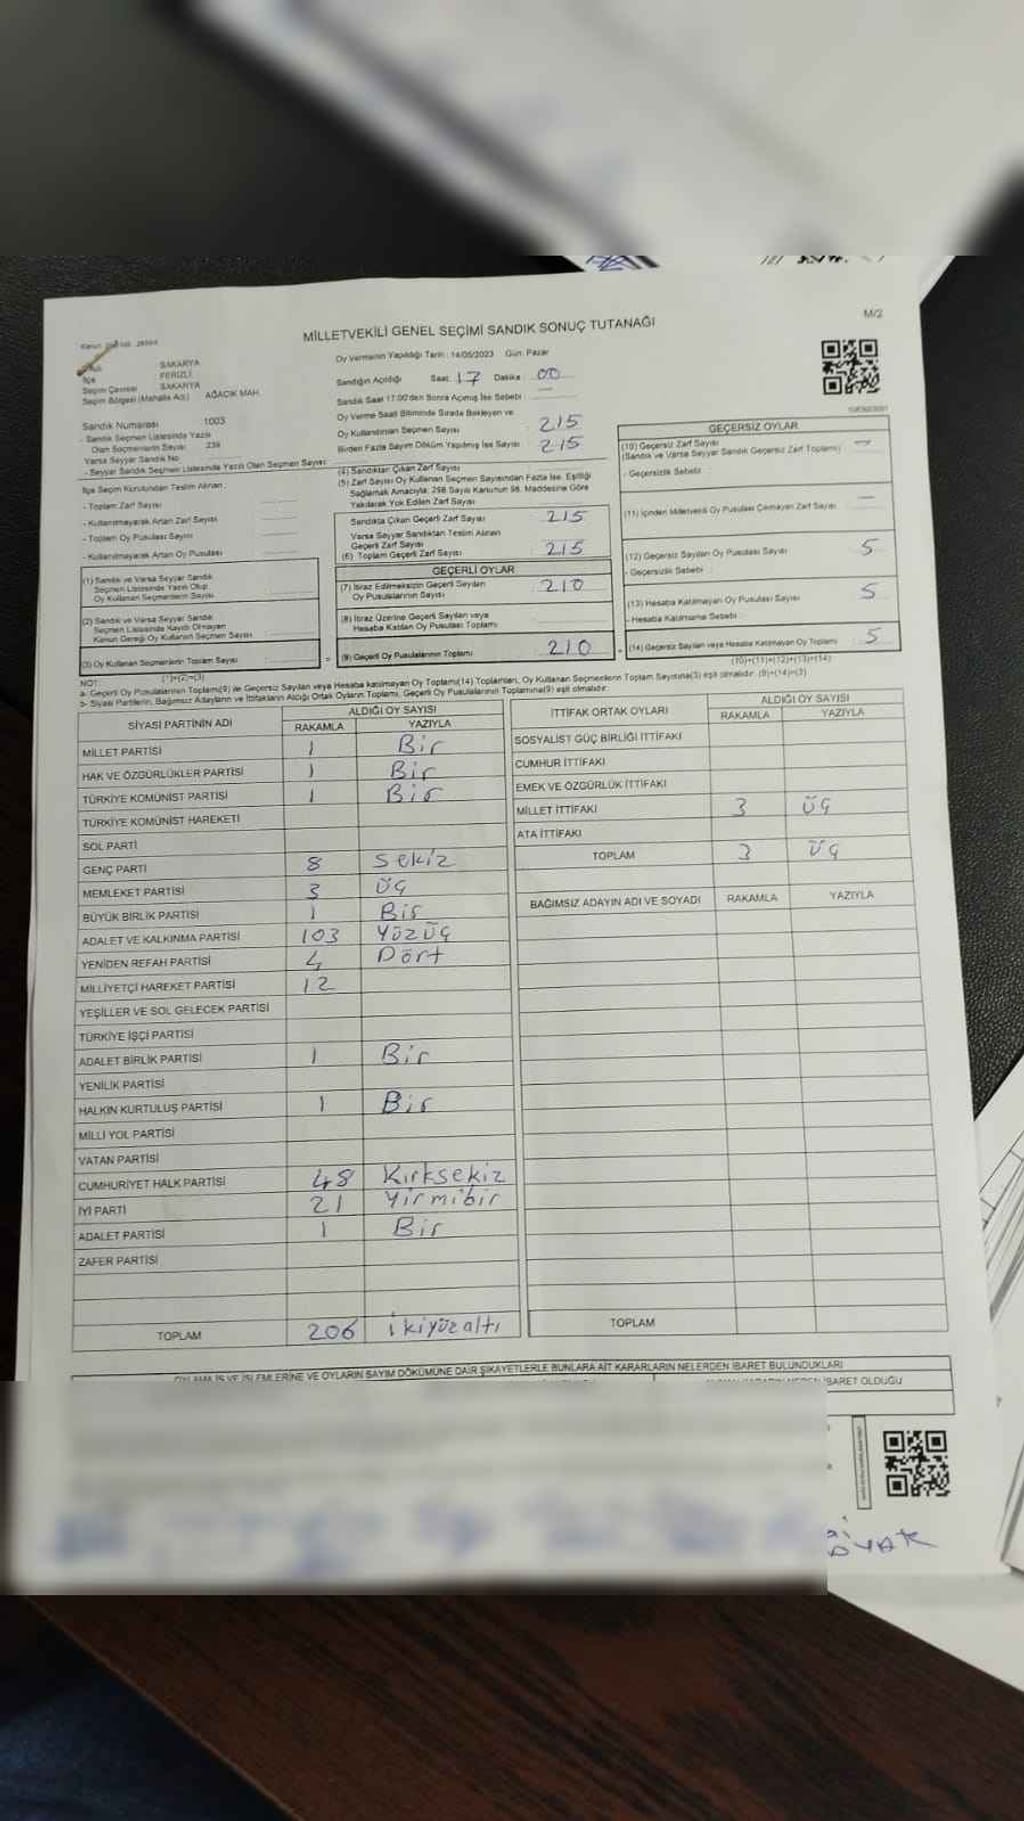 MİLLETVEKİLİ GENEL SEÇİMİ SANDIK SONUÇ TUTANAĞI
M/2
İlçe
Seçim Çevresi
Seçim Bölgesi (Mahalle Adı)
SAKARYA
FERİZLİ
SAKARYA
AĞACIK MAH.
Oy Vermenin Yapıldığı Tarih : 14/05/2023 Gün: Pazar
Sandığın Açıldığı Saat: 17 Dakika: 00
Sandık Saat 17:00'den Sonra Açılmış İse Sebebi :
Oy Verme Saati Bitiminde Sırada Bekleyen ve
Oy Kullandırılan Seçmen Sayısı 215
Birden Fazla Sayım Döküm Yapılmış İse Sayısı 215
Sandık Numarası 1003
- Sandık Seçmen Listesinde Yazılı
Olan Seçmenlerin Sayısı 239
Varsa Seyyar Sandık No
- Seyyar Sandık Seçmen Listesinde Yazılı Olan Seçmen Sayısı
İlçe Seçim Kurulundan Teslim Alınan :
- Toplam Zarf Sayısı
- Kullanılmayarak Artan Zarf Sayısı
- Toplam Oy Pusulası Sayısı
- Kullanılmayarak Artan Oy Pusulası
(1) Sandık ve Varsa Seyyar Sandık
Seçmen Listesinde Yazılı Olup
Oy Kullanan Seçmenlerin Sayısı
(2) Sandık ve Varsa Seyyar Sandık
Seçmen Listesinde Kayıtlı Olmayan
Kanun Gereği Oy Kullanan Seçmen Sayısı
(3) Oy Kullanan Seçmenlerin Toplam Sayısı
(1)+(2)=(3)
(4) Sandıktan Çıkan Zarf Sayısı
(5) Zarf Sayısı Oy Kullanan Seçmen Sayısından Fazla İse, Eşitliği
Sağlamak Amacıyla; 298 Sayılı Kanunun 98. Maddesine Göre
Yakılarak Yok Edilen Zarf Sayısı
Sandıkta Çıkan Geçerli Zarf Sayısı 215
Varsa Seyyar Sandıktan Teslim Alınan
Geçerli Zarf Sayısı
(6) Toplam Geçerli Zarf Sayısı 215
GEÇERLİ OYLAR
(7) İtiraz Edilmeksizin Geçerli Sayılan
Oy Pusulalarının Sayısı 210
(8) İtiraz Üzerine Geçerli Sayılan veya
Hesaba Katılan Oy Pusulası Toplamı
(9) Geçerli Oy Pusulalarının Toplamı 210
GEÇERSİZ OYLAR
(10) Geçersiz Zarf Sayısı —
(Sandık ve Varsa Seyyar Sandık Geçersiz Zarf Toplamı)
- Geçersizlik Sebebi
(11) İçinden Milletvekili Oy Pusulası Çıkmayan Zarf Sayısı —
(12) Geçersiz Sayılan Oy Pusulası Sayısı 5
- Geçersizlik Sebebi :
(13) Hesaba Katılmayan Oy Pusulası Sayısı 5
- Hesaba Katılmama Sebebi :
(14) Geçersiz Sayılan veya Hesaba Katılmayan Oy Toplamı 5
(10)+(11)+(12)+(13)=(14)
NOT:
a- Geçerli Oy Pusulalarının Toplamı(9) ile Geçersiz Sayılan veya Hesaba katılmayan Oy Toplamı(14) Toplamları, Oy Kullanan Seçmenlerin Toplam Sayısına(3) eşit olmalıdır. (9)+(14)=(3)
b- Siyasi Partilerin, Bağımsız Adayların ve İttifakların Aldığı Ortak Oyların Toplamı, Geçerli Oy Pusulalarının Toplamına(9) eşit olmalıdır.
SİYASİ PARTİNİN ADI ALDIĞI OY SAYISI
RAKAMLA YAZIYLA
MİLLET PARTİSİ 1 Bir
HAK VE ÖZGÜRLÜKLER PARTİSİ 1 Bir
TÜRKİYE KOMÜNİST PARTİSİ 1 Bir
TÜRKİYE KOMÜNİST HAREKETİ
SOL PARTİ
GENÇ PARTİ 8 Sekiz
MEMLEKET PARTİSİ 3 Üç
BÜYÜK BİRLİK PARTİSİ 1 Bir
ADALET VE KALKINMA PARTİSİ 103 Yüzüç
YENİDEN REFAH PARTİSİ 4 Dört
MİLLİYETÇİ HAREKET PARTİSİ 12
YEŞİLLER VE SOL GELECEK PARTİSİ
TÜRKİYE İŞÇİ PARTİSİ
ADALET BİRLİK PARTİSİ 1 Bir
YENİLİK PARTİSİ
HALKIN KURTULUŞ PARTİSİ 1 Bir
MİLLİ YOL PARTİSİ
VATAN PARTİSİ
CUMHURİYET HALK PARTİSİ 48 Kırksekiz
İYİ PARTİ 21 Yirmibir
ADALET PARTİSİ 1 Bir
ZAFER PARTİSİ
TOPLAM 206 İkiyüzaltı
İTTİFAK ORTAK OYLARI ALDIĞI OY SAYISI
RAKAMLA YAZIYLA
SOSYALİST GÜÇ BİRLİĞİ İTTİFAKI
CUMHUR İTTİFAKI
EMEK VE ÖZGÜRLÜK İTTİFAKI
MİLLET İTTİFAKI 3 ÜÇ
ATA İTTİFAKI
TOPLAM 3 ÜÇ
BAĞIMSIZ ADAYIN ADI VE SOYADI RAKAMLA YAZIYLA
TOPLAM
OYLAMA İŞ VE İŞLEMLERİNE VE OYLARIN SAYIM DÖKÜMÜNE DAİR ŞİKAYETLERLE BUNLARA AİT KARARLARIN NELERDEN İBARET BULUNDUKLARI
İBARET OLDUĞU